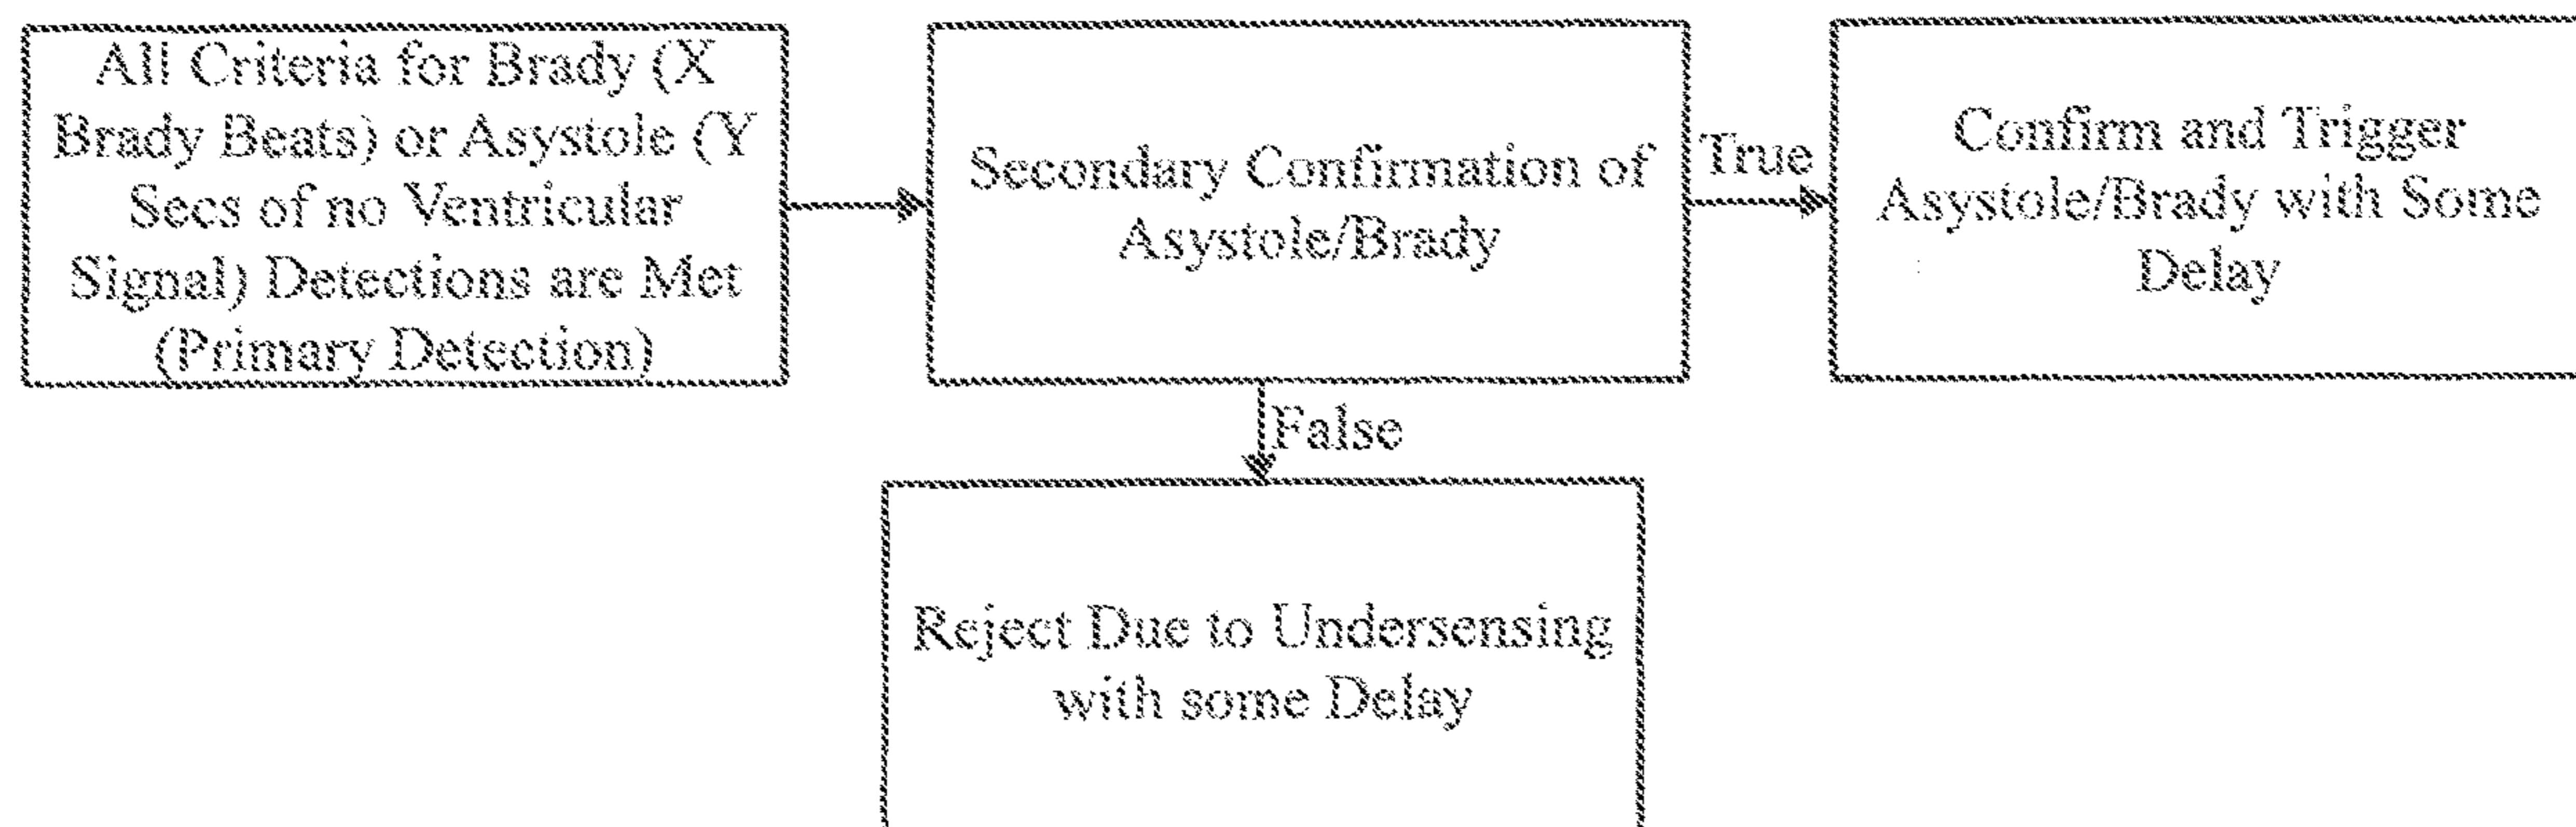 All Criteria for Brady (X
Brady Beats) or Asystole (Y
Secs of no Ventricular
Signal) Detections are Met
(Primary Detection)
Secondary Confirmation of
Asystole/Brady
True
Confirm and Trigger
Asystole/Brady with Some
Delay
False
Reject Due to Undersensing
with some Delay